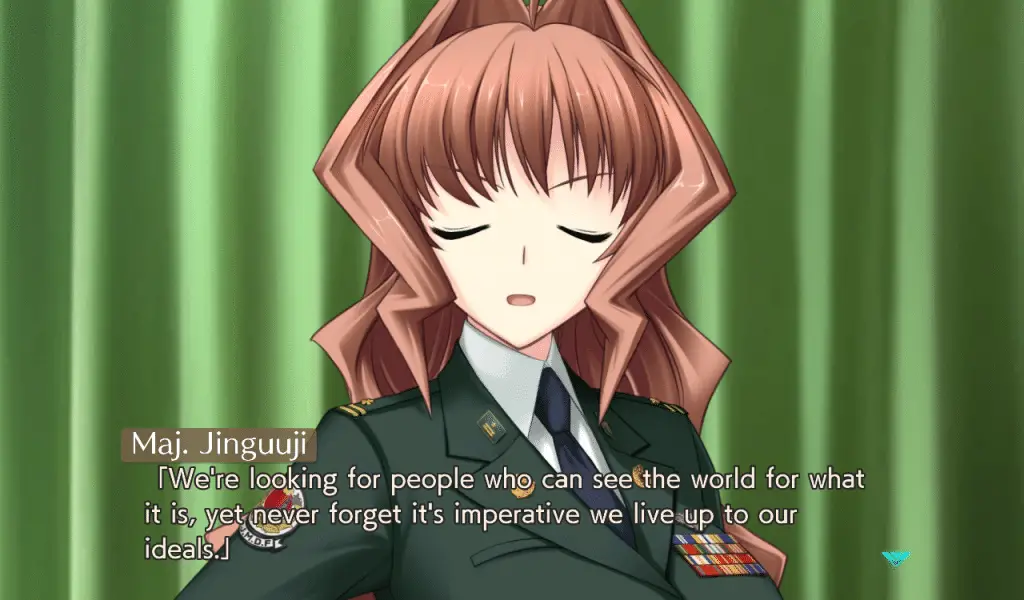 Maj. Jinguuji
「We're looking for people who can see the world for what
it is, yet never forget it's imperative we live up to our
ideals.」